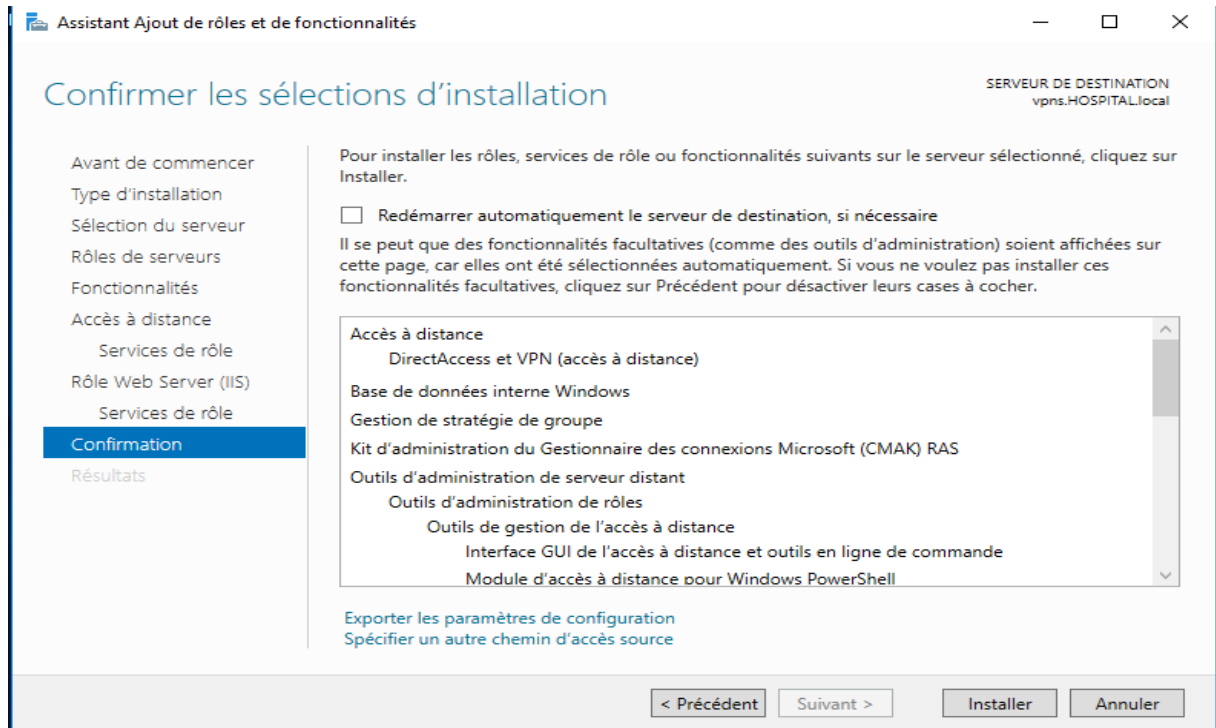 Assistant Ajout de rôles et de fonctionnalités
Confirmer les sélections d'installation
SERVEUR DE DESTINATION
vpns.HOSPITAL.local
Avant de commencer
Type d'installation
Sélection du serveur
Rôles de serveurs
Fonctionnalités
Accès à distance
Services de rôle
Rôle Web Server (IIS)
Services de rôle
Confirmation
Résultats
Pour installer les rôles, services de rôle ou fonctionnalités suivants sur le serveur sélectionné, cliquez sur
Installer.
Redémarrer automatiquement le serveur de destination, si nécessaire
Il se peut que des fonctionnalités facultatives (comme des outils d'administration) soient affichées sur
cette page, car elles ont été sélectionnées automatiquement. Si vous ne voulez pas installer ces
fonctionnalités facultatives, cliquez sur Précédent pour désactiver leurs cases à cocher.
Accès à distance
DirectAccess et VPN (accès à distance)
Base de données interne Windows
Gestion de stratégie de groupe
Kit d'administration du Gestionnaire des connexions Microsoft (CMAK) RAS
Outils d'administration de serveur distant
Outils d'administration de rôles
Outils de gestion de l'accès à distance
Interface GUI de l'accès à distance et outils en ligne de commande
Module d'accès à distance pour Windows PowerShell
Exporter les paramètres de configuration
Spécifier un autre chemin d'accès source
< Précédent
Suivant >
Installer
Annuler